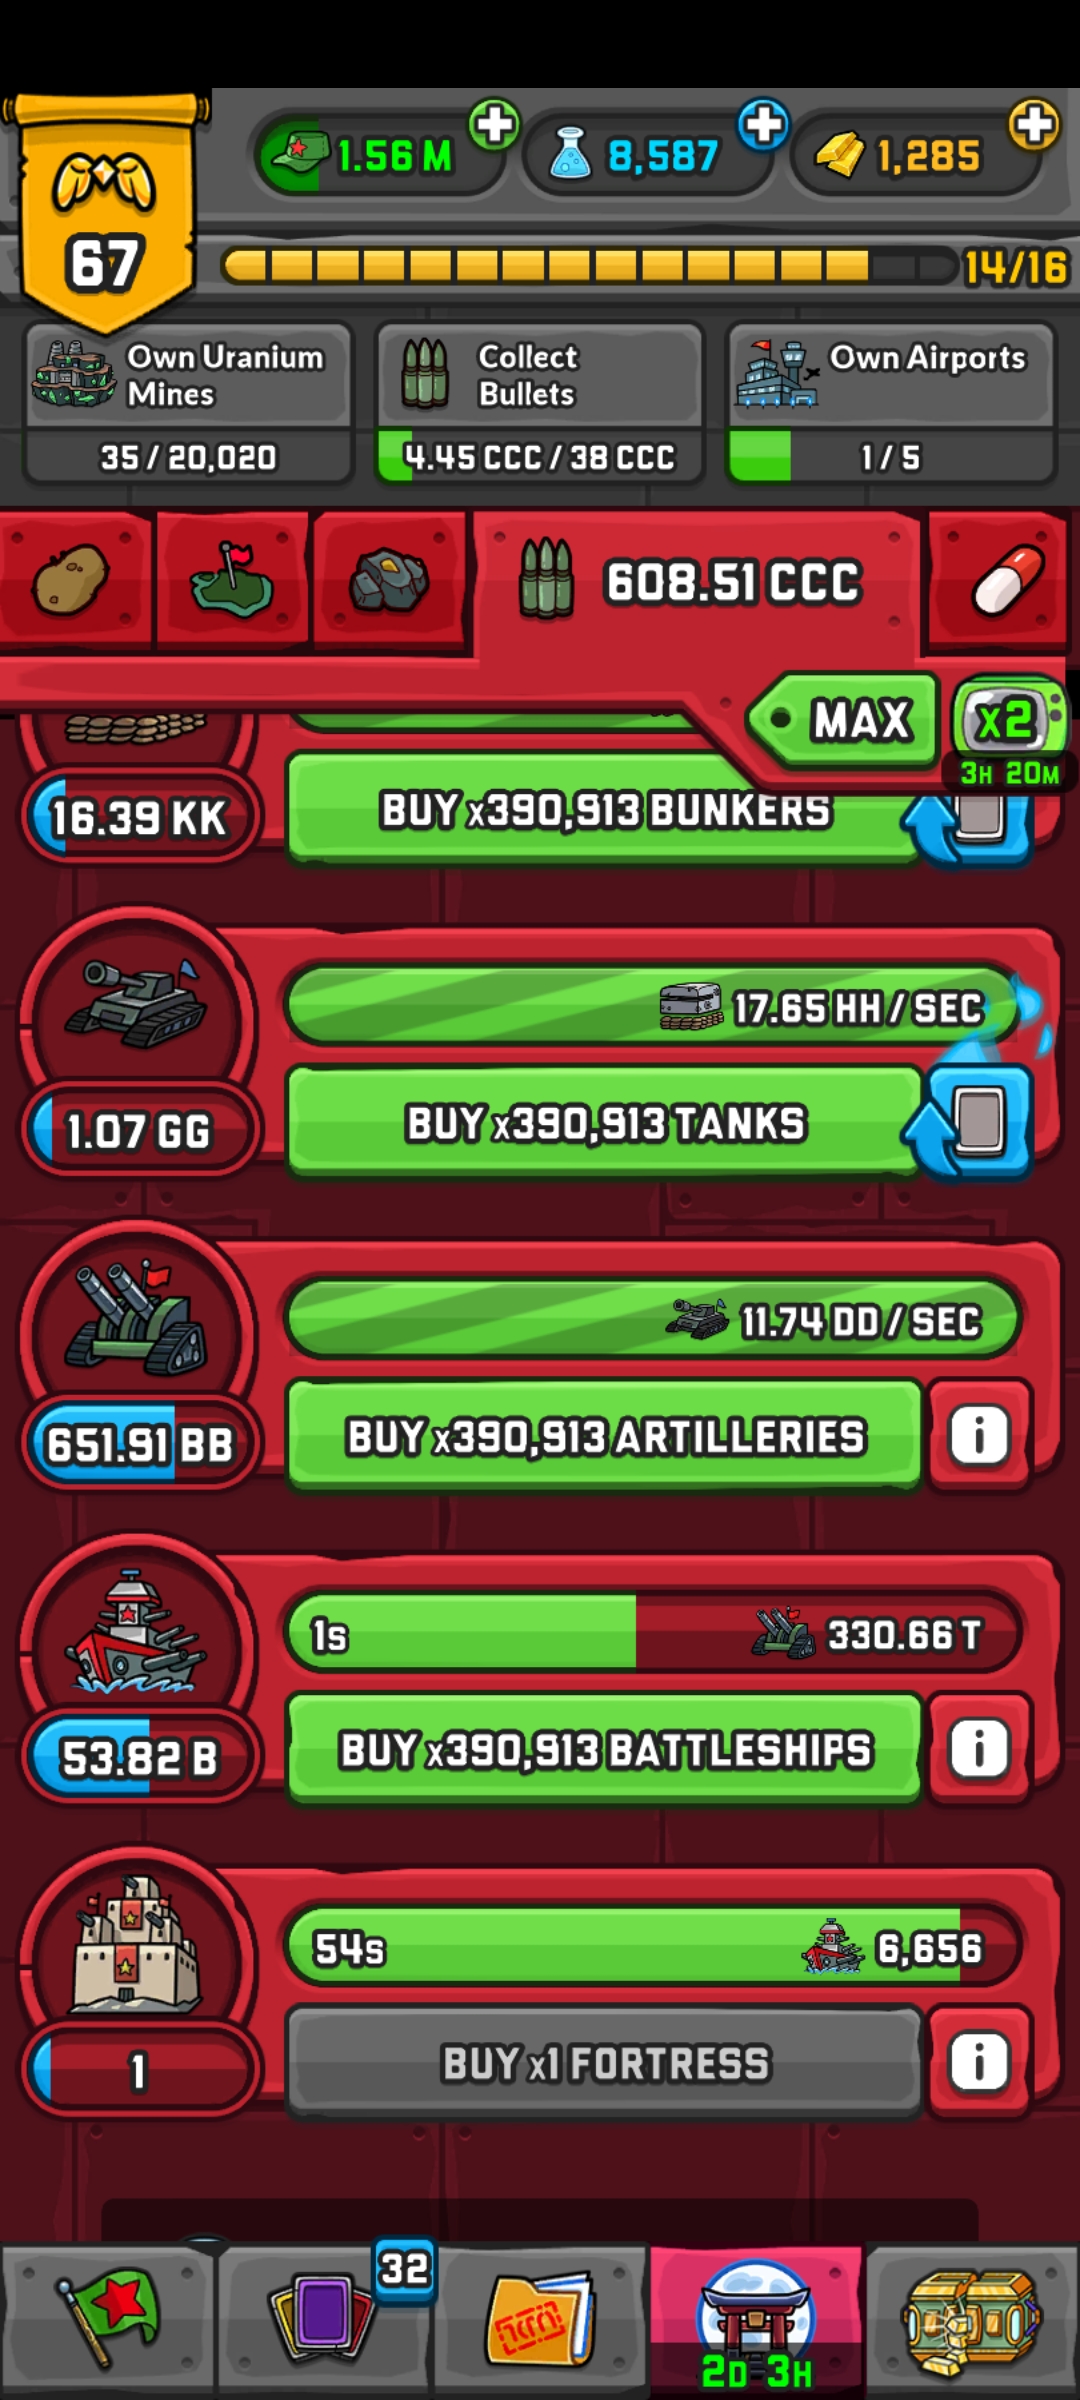 1.56 M
8,587
1,285
67
14/16
Own Uranium
Mines
35 / 20,020
Collect
Bullets
4.45 CCC / 38 CCC
Own Airports
1 / 5
608.51 CCC
MAX
x2
3H 20M
16.39 KK
BUY x390,913 BUNKERS
17.65 HH / SEC
1.07 GG
BUY x390,913 TANKS
11.74 DD / SEC
651.91 BB
BUY x390,913 ARTILLERIES
i
1s
330.66 T
53.82 B
BUY x390,913 BATTLESHIPS
i
54s
6,656
1
BUY x1 FORTRESS
i
32
2D 3H